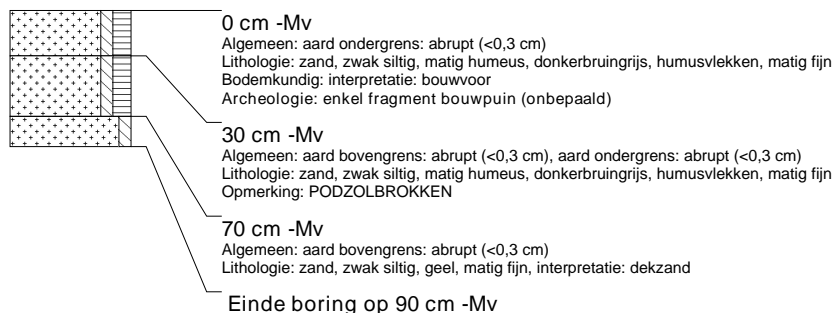 0 cm -Mv
Algemeen: aard ondergrens: abrupt (<0,3 cm)
Lithologie: zand, zwak siltig, matig humeus, donkerbruingrijs, humusvlekken, matig fijn
Bodemkundig: interpretatie: bouwvoor
Archeologie: enkel fragment bouwpuin (onbepaald)
30 cm -Mv
Algemeen: aard bovengrens: abrupt (<0,3 cm), aard ondergrens: abrupt (<0,3 cm)
Lithologie: zand, zwak siltig, matig humeus, donkerbruingrijs, humusvlekken, matig fijn
Opmerking: PODZOLBROKKEN
70 cm -Mv
Algemeen: aard bovengrens: abrupt (<0,3 cm)
Lithologie: zand, zwak siltig, geel, matig fijn, interpretatie: dekzand
Einde boring op 90 cm -Mv